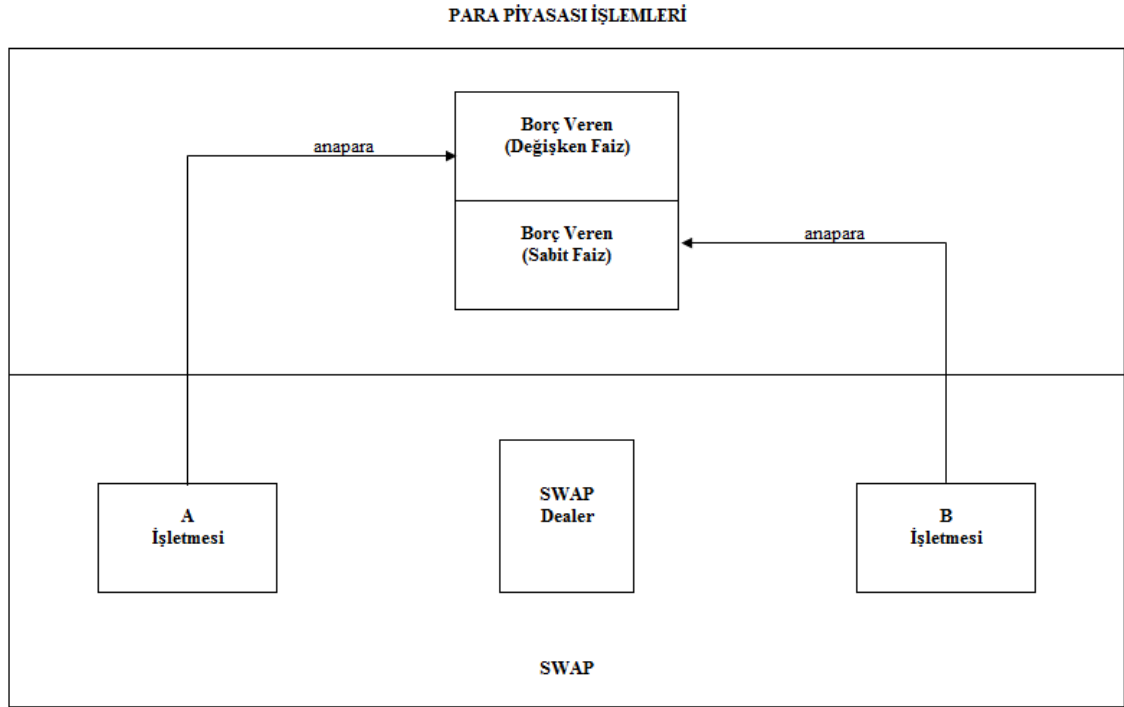 PARA PİYASASI İŞLEMLERİ
Borç Veren
(Değişken Faiz)
anapara
Borç Veren
(Sabit Faiz)
anapara
A
İşletmesi
SWAP
Dealer
B
İşletmesi
SWAP